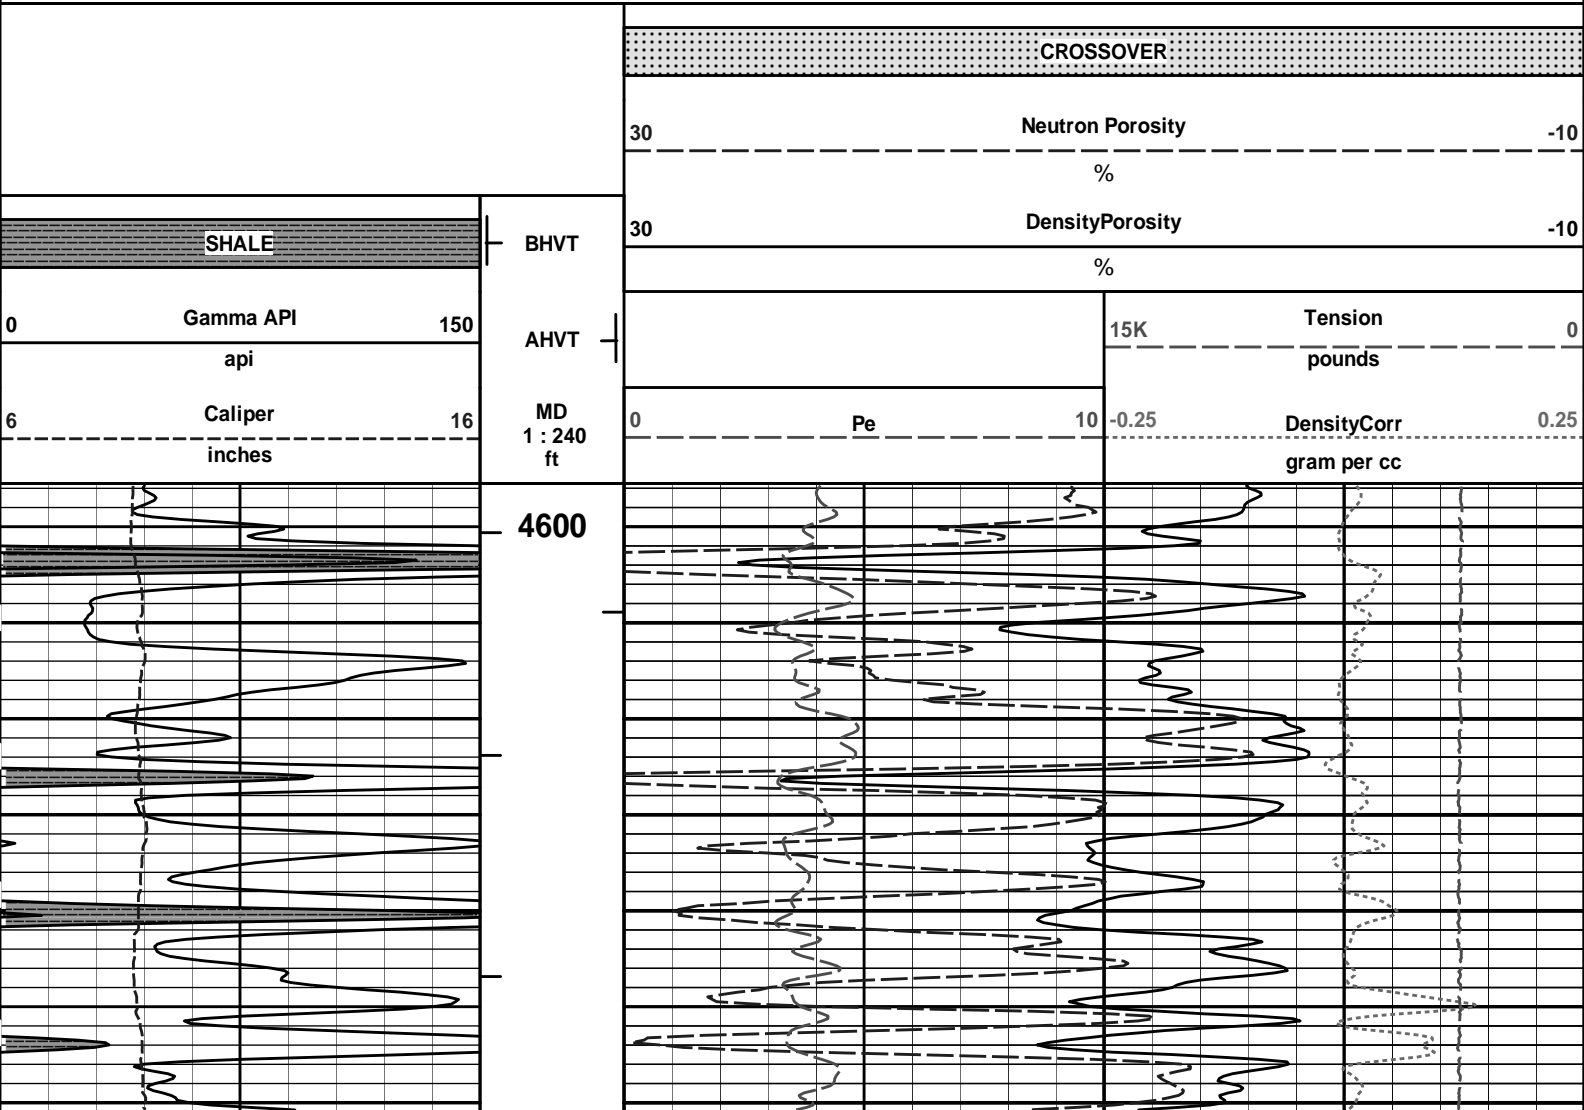 CROSSOVER
30 Neutron Porosity -10
%
30 DensityPorosity -10
%
SHALE
BHVT
0 Gamma API 150
api
AHVT
15K Tension 0
pounds
6 Caliper 16
inches
MD
1 : 240
ft
0 Pe 10
-0.25 DensityCorr 0.25
gram per cc
4600